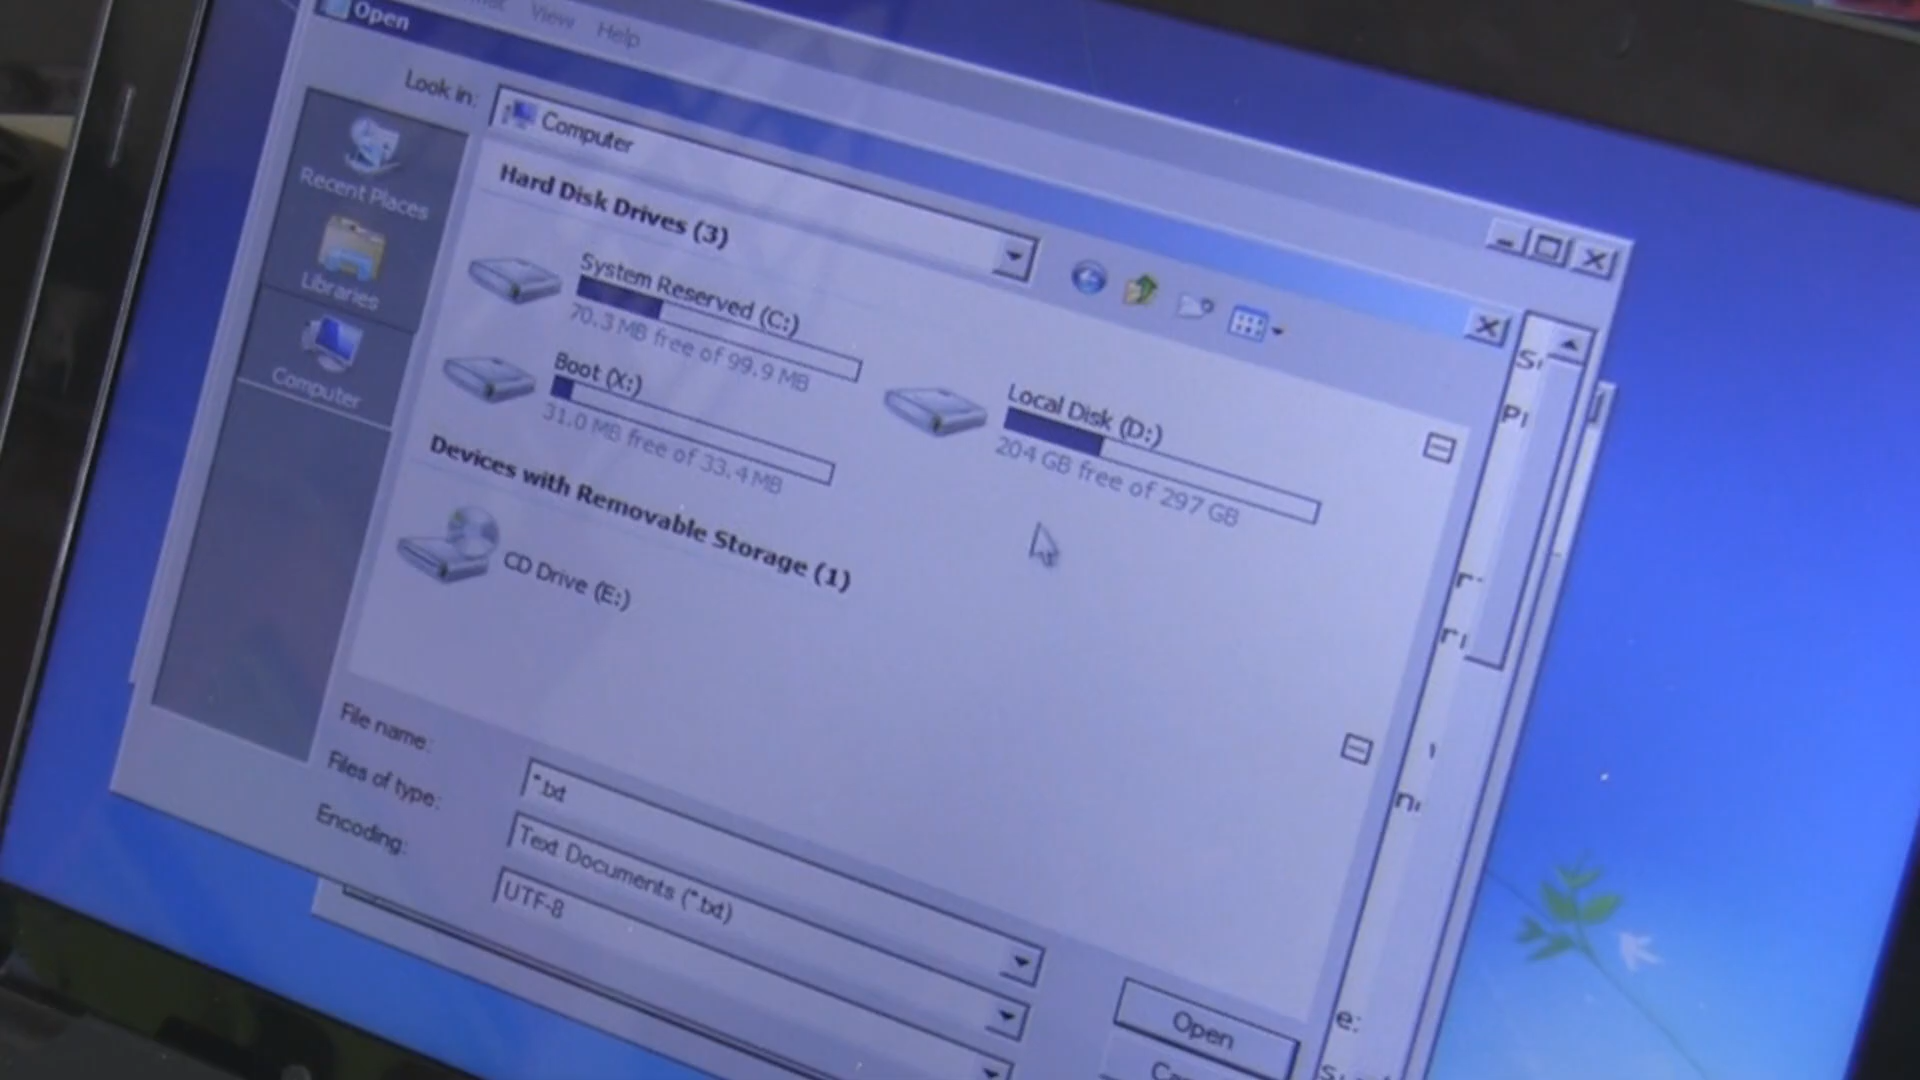 View Help
Open
Look in:
Computer
Recent Places
Libraries
Computer
Hard Disk Drives (3)
System Reserved (C:)
70.3 MB free of 99.9 MB
Boot (X:)
31.0 MB free of 33.4 MB
Local Disk (D:)
204 GB free of 297 GB
Devices with Removable Storage (1)
CD Drive (E:)
File name:
*.txt
Files of type:
Text Documents (*.txt)
Encoding:
UTF-8
Open
e: